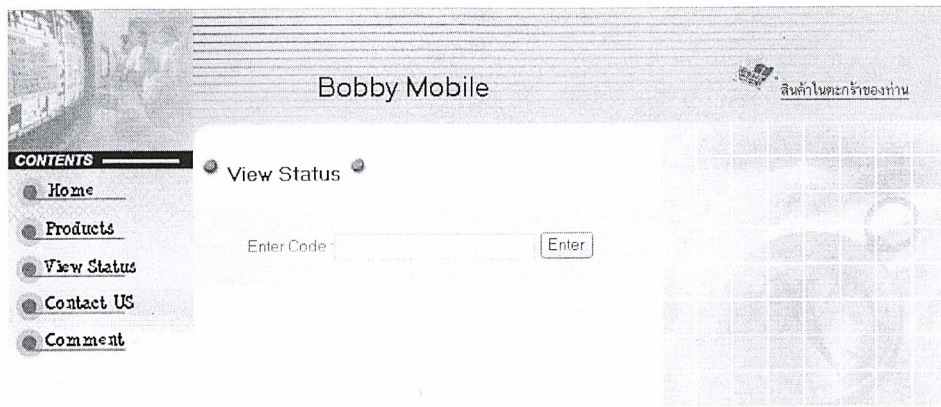 Bobby Mobile
สินค้าในตะกร้าของท่าน
CONTENTS
Home
Products
View Status
Contact US
Comment
View Status
Enter Code :
Enter